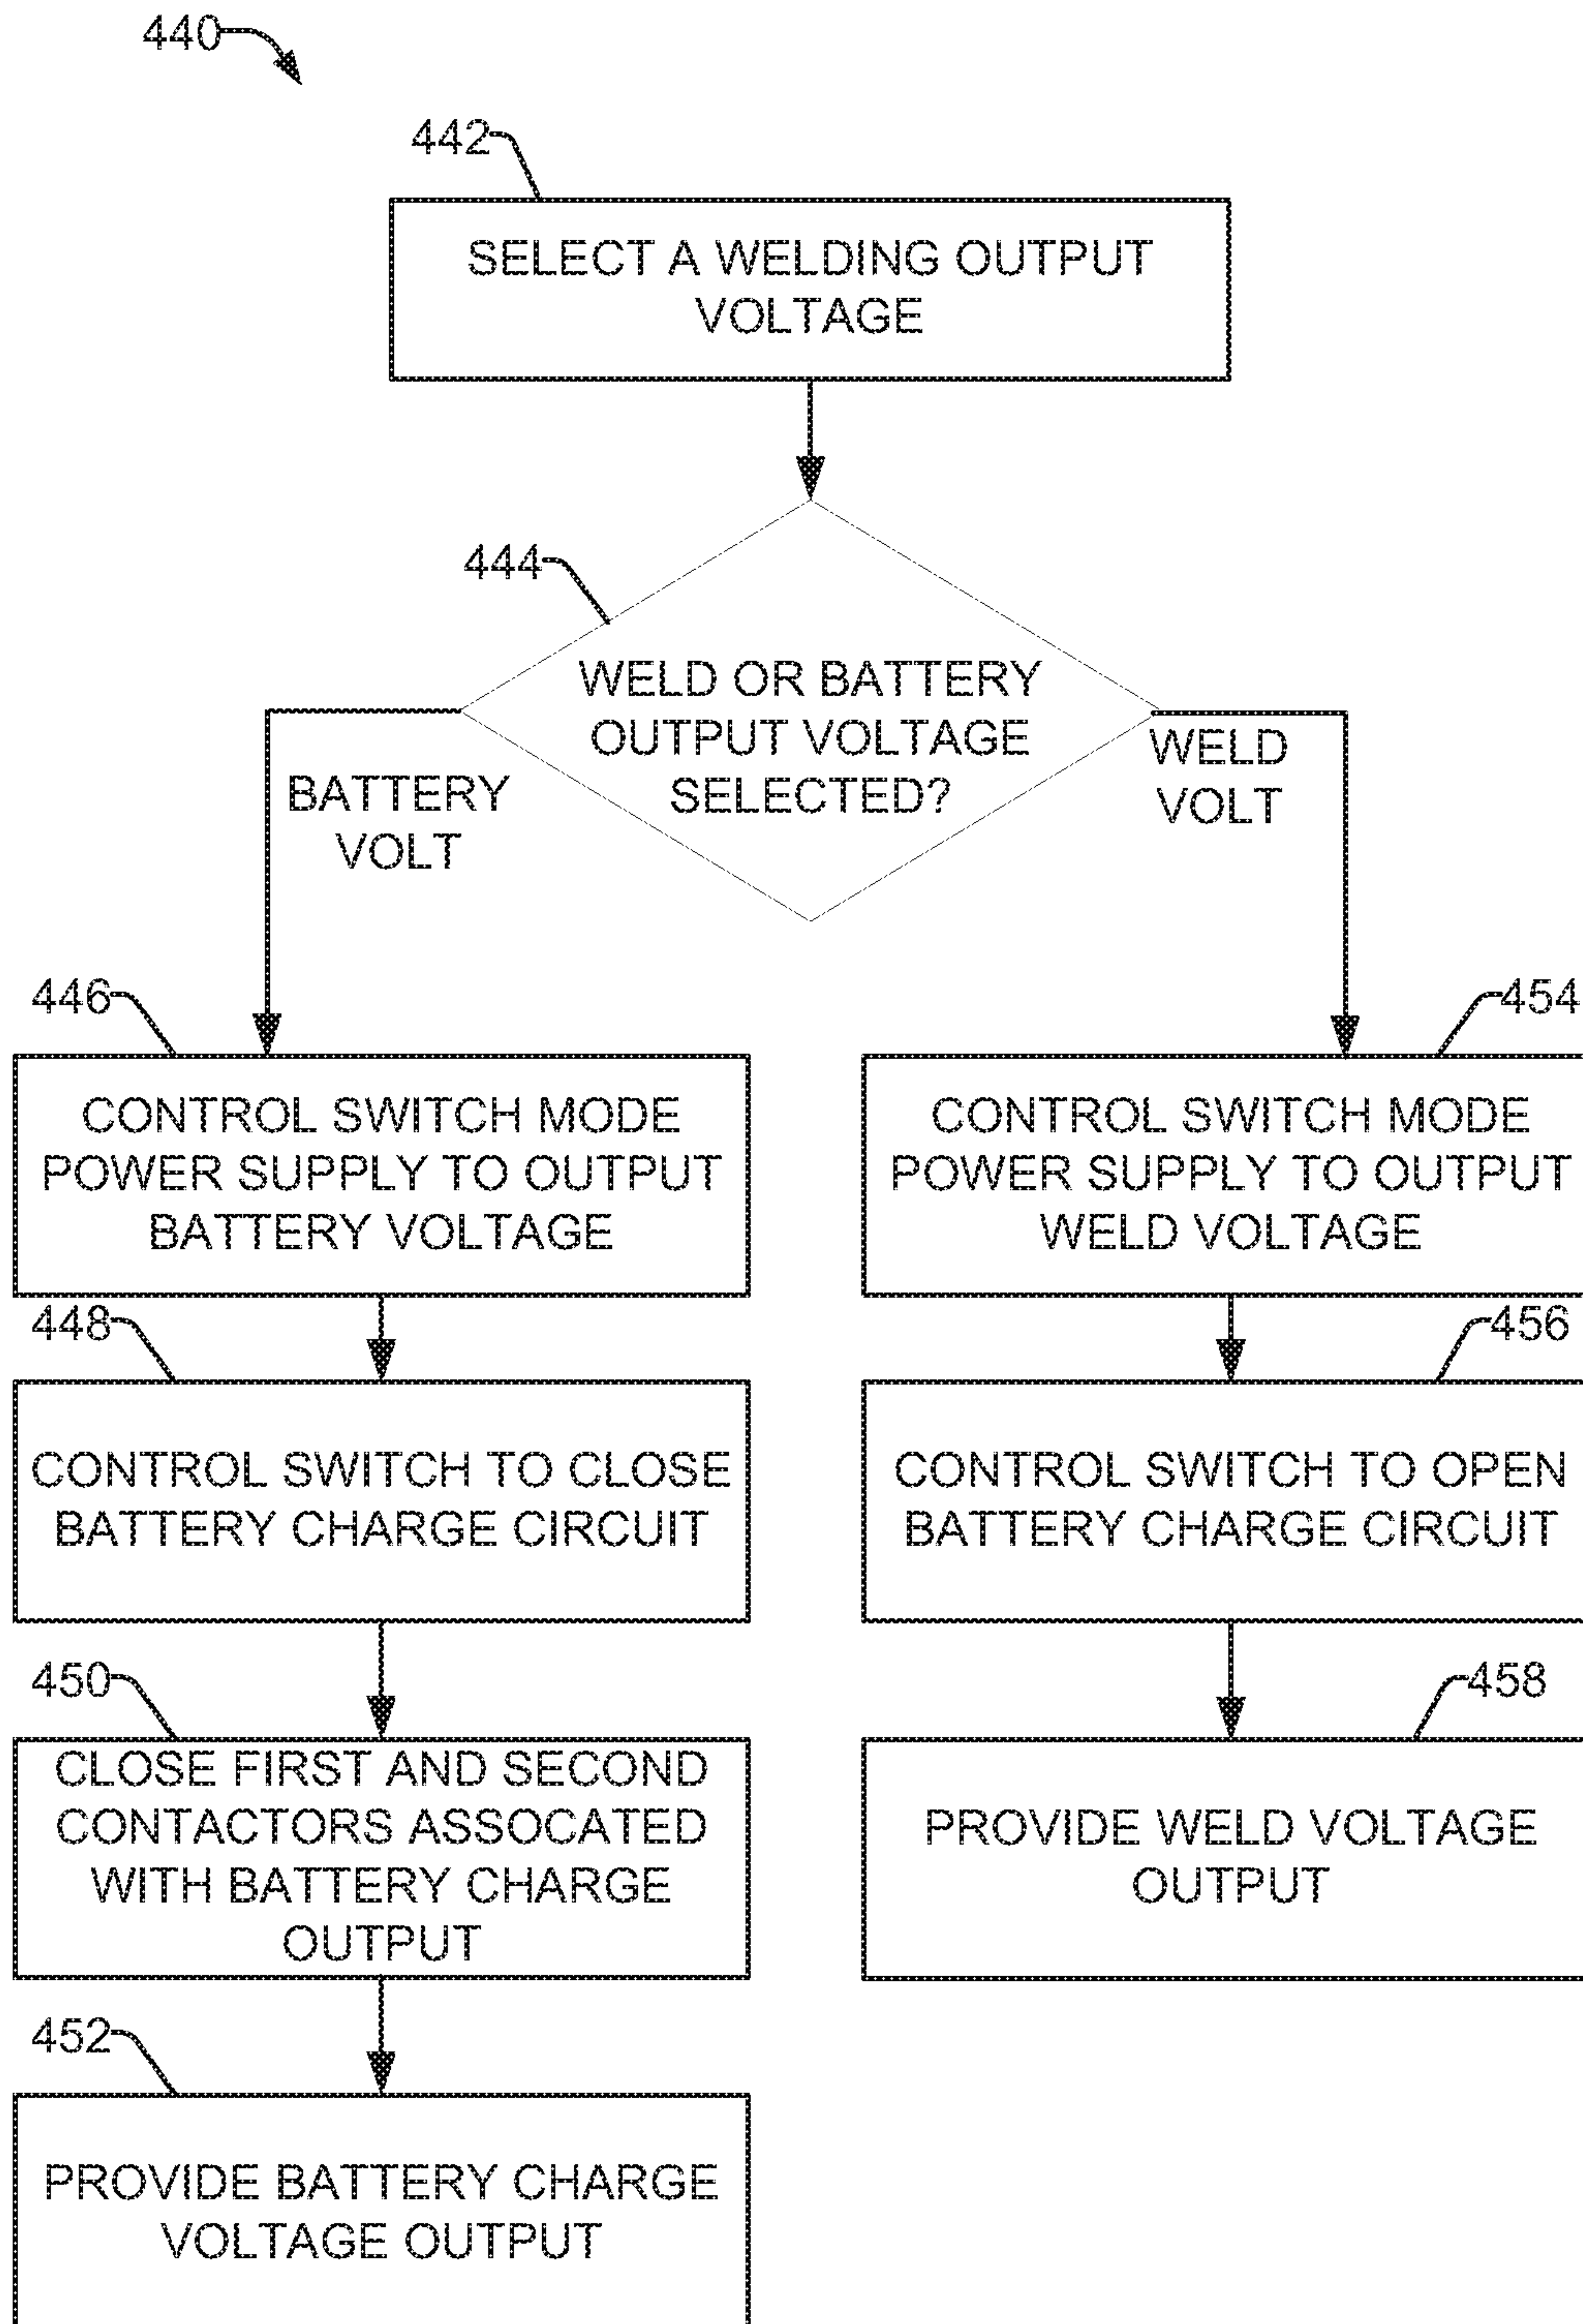 440
442
SELECT A WELDING OUTPUT
VOLTAGE
444
WELD OR BATTERY
OUTPUT VOLTAGE
SELECTED?
BATTERY
VOLT
WELD
VOLT
446
CONTROL SWITCH MODE
POWER SUPPLY TO OUTPUT
BATTERY VOLTAGE
448
CONTROL SWITCH TO CLOSE
BATTERY CHARGE CIRCUIT
450
CLOSE FIRST AND SECOND
CONTACTORS ASSOCATED
WITH BATTERY CHARGE
OUTPUT
452
PROVIDE BATTERY CHARGE
VOLTAGE OUTPUT
454
CONTROL SWITCH MODE
POWER SUPPLY TO OUTPUT
WELD VOLTAGE
456
CONTROL SWITCH TO OPEN
BATTERY CHARGE CIRCUIT
458
PROVIDE WELD VOLTAGE
OUTPUT